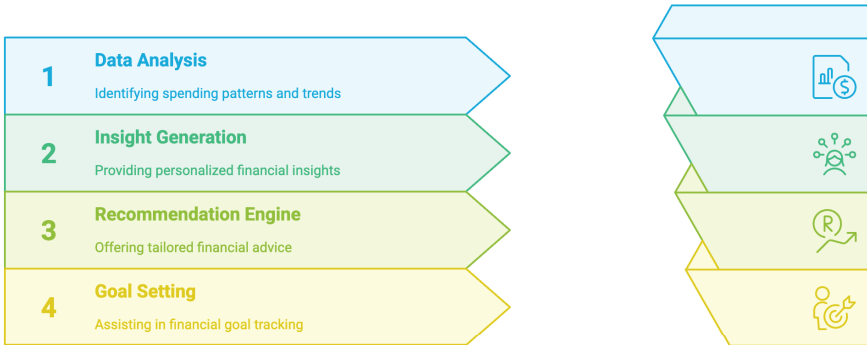 1
Data Analysis
Identifying spending patterns and trends
2
Insight Generation
Providing personalized financial insights
3
Recommendation Engine
Offering tailored financial advice
4
Goal Setting
Assisting in financial goal tracking
$
R